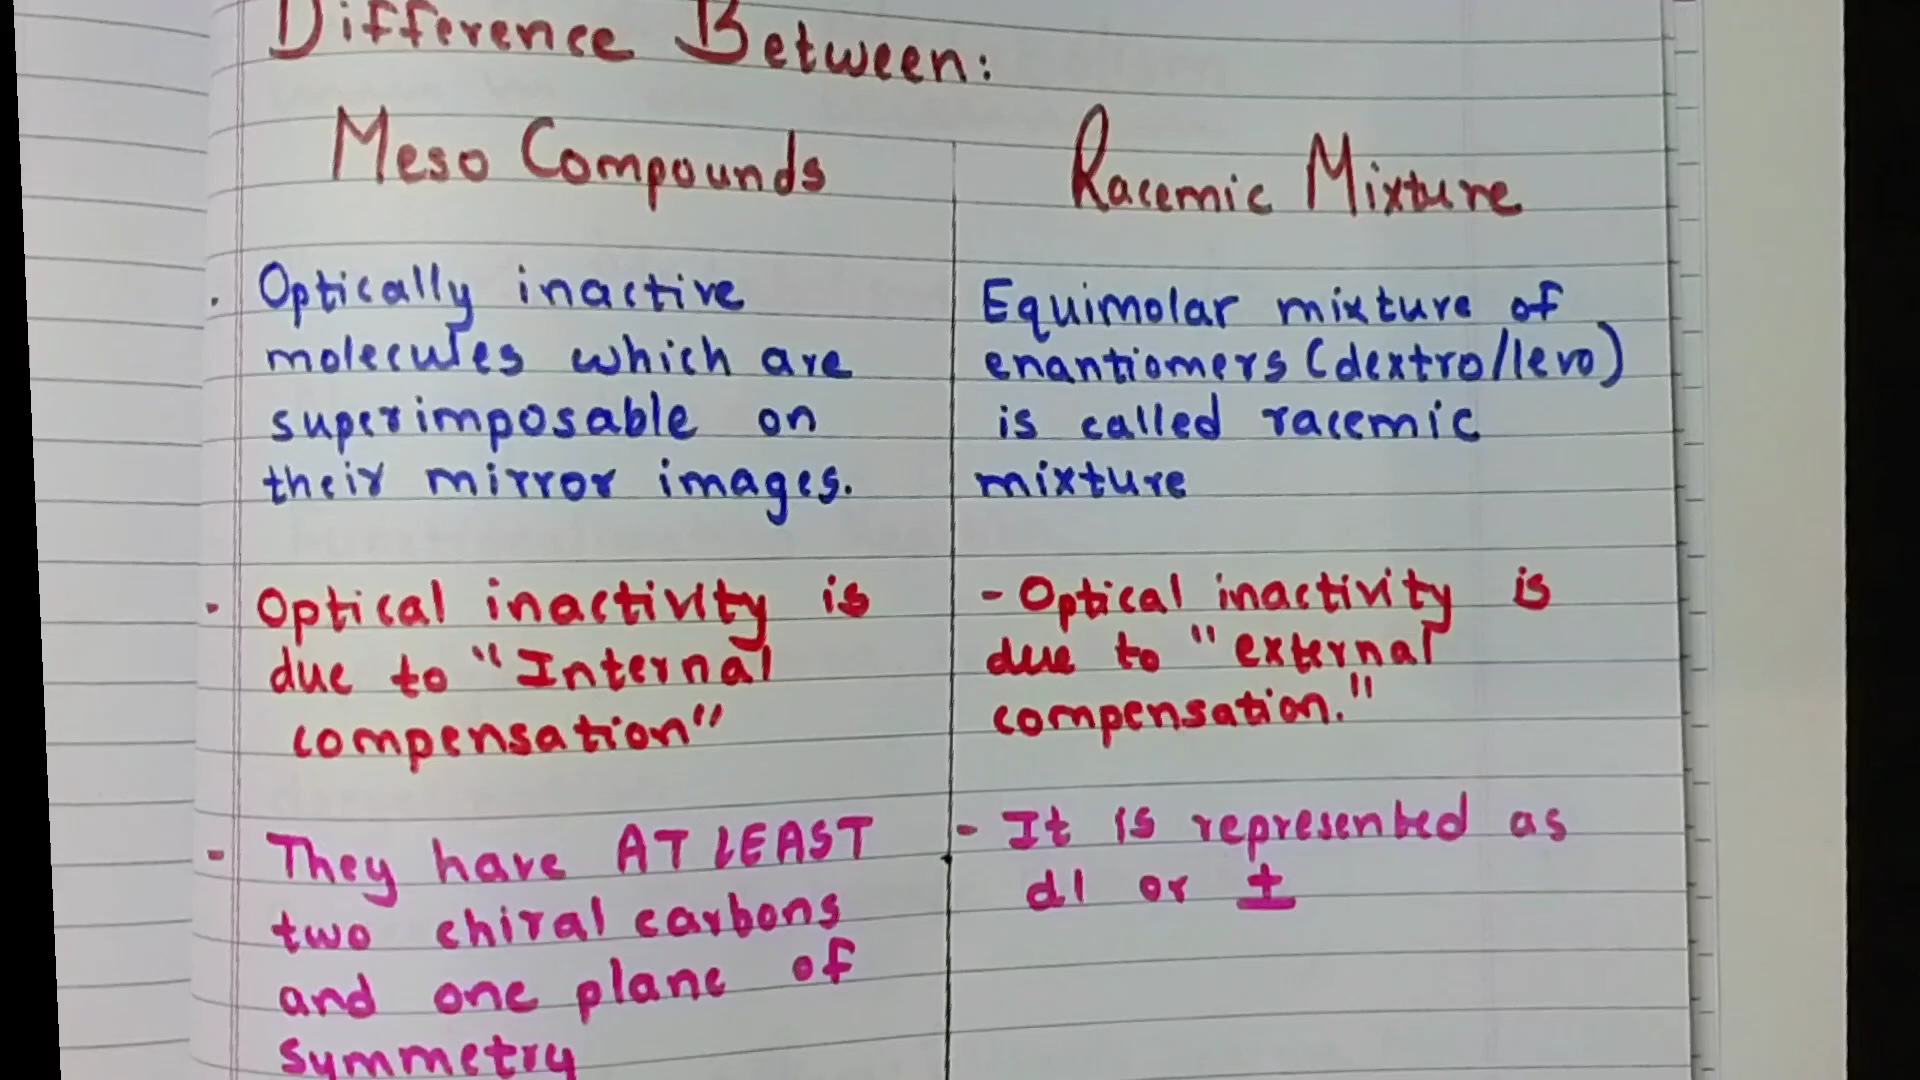 Difference Between:
Meso Compounds
. Optically inactive
molecules which are
superimposable on
their mirror images.
- Optical inactivity is
due to "Internal
compensation"
- They have AT LEAST
two chiral carbons
and one plane of
symmetry
Racemic Mixture
Equimolar mixture of
enantiomers (dextro/levo)
is called racemic
mixture
- Optical inactivity is
due to "external
compensation."
- It is represented as
dl or ±